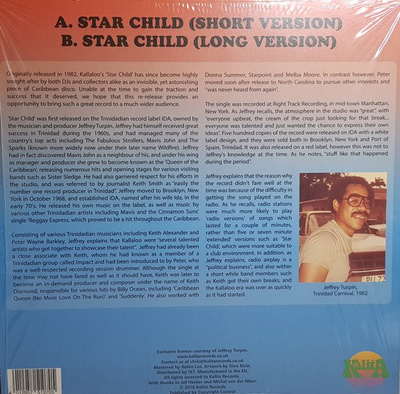 A. STAR CHILD (SHORT VERSION)
B. STAR CHILD (LONG VERSION)
Originally released in 1982, Kallaloo's 'Star Child' has since become highly
sought-after by both DJs and collectors alike as an invisible, yet astonishing
piece of Caribbean disco. Unable at the time to gain the traction and
success that it deserved, we hope that this re-release provides an
opportunity to bring such a great record to a much wider audience.
'Star Child' was first released on the Trinidadian record label IDA, owned by
the musician and producer Jeffrey Turpin. Jeffrey had himself received great
success in Trinidad during the 1960s, and had managed many of the
country's top acts including The Fabulous Strollers, Mavis John and The
Sparks (known more widely now under their later name Wildfire). Jeffrey
had in fact discovered Mavis John as a neighbour of his, and under his wing
as manager and producer she grew to become known as the 'Queen of the
Caribbean', releasing numerous hits and opening stages for various visiting
bands such as Sister Sledge. He had also garnered respect for his efforts in
the studio, and was referred to by journalist Keith Smith as 'easily the
number one record producer in Trinidad'. Jeffrey moved to Brooklyn, New
York in October 1968, and established IDA, named after his wife Ida, in the
early 70's. He released his own music on the label as well as music by
various other Trinidadian artists including Mavis and the Cinnamon Suns'
single 'Reggay Express', which proved to be a hit throughout the Caribbean.
Consisting of various Trinidadian musicians including Keith Alexander and
Peter Wayne Barkley, Jeffrey explains that Kallaloo were "several talented
artists who got together to showcase their talent". Jeffrey had already been
a close associate with Keith, whom he had known as a member of a
Trinidadian group called Impact and had been introduced to by Peter, who
was a well-respected recording session drummer. Although the single at
the time may not have fared as well as it should have, Keith was later to
become an in-demand producer and composer under the name of Keith
Diamond, responsible for various hits by Billy Ocean, including 'Caribbean
Queen (No More Love On The Run)' and 'Suddenly'. He also worked with
Donna Summer, Starpoint and Melba Moore. In contrast however, Peter
moved soon after release to North Carolina to pursue other interests and
"was never heard from again".
The single was recorded at Right Track Recording, in mid-town Manhattan,
New York. As Jeffrey recalls, the atmosphere in the studio was "great", with
"everyone upbeat, the cream of the crop just looking for that break...
everyone was talented and just wanted the chance to express their own
ideas". Five hundred copies of the record were released on IDA with a white
label design, and they were sold both in Brooklyn, New York and Port of
Spain, Trinidad. It was also released on a red label, however this was not to
Jeffrey's knowledge at the time. As he notes, "stuff like that happened
during the period".
Jeffrey explains that the reason why
the record didn't fare well at the
time was because of the difficulty in
getting the song played on the
radio. As he recalls, radio stations
were much more likely to play
'radio versions' of songs which
lasted for a couple of minutes,
rather than five or seven minute
'extended versions' such as 'Star
Child', which were more suitable to
a club environment. In addition, as
Jeffrey explains, radio airplay is a
"political business", and also within
a short while band members such
as Keith got their own breaks, and
the Kallaloo era was over as quickly
as it had started.
Jeffrey Turpin,
Trinidad Carnival, 1982
Exclusive licence courtesy of Jeffrey Turpin.
www.kalitarecords.co.uk
Contact us at chris@kalitarecords.co.uk
All rights reserved to Kalita Records.
℗ 2018 Kalita Records.
Published by Copyright Control
KALITA